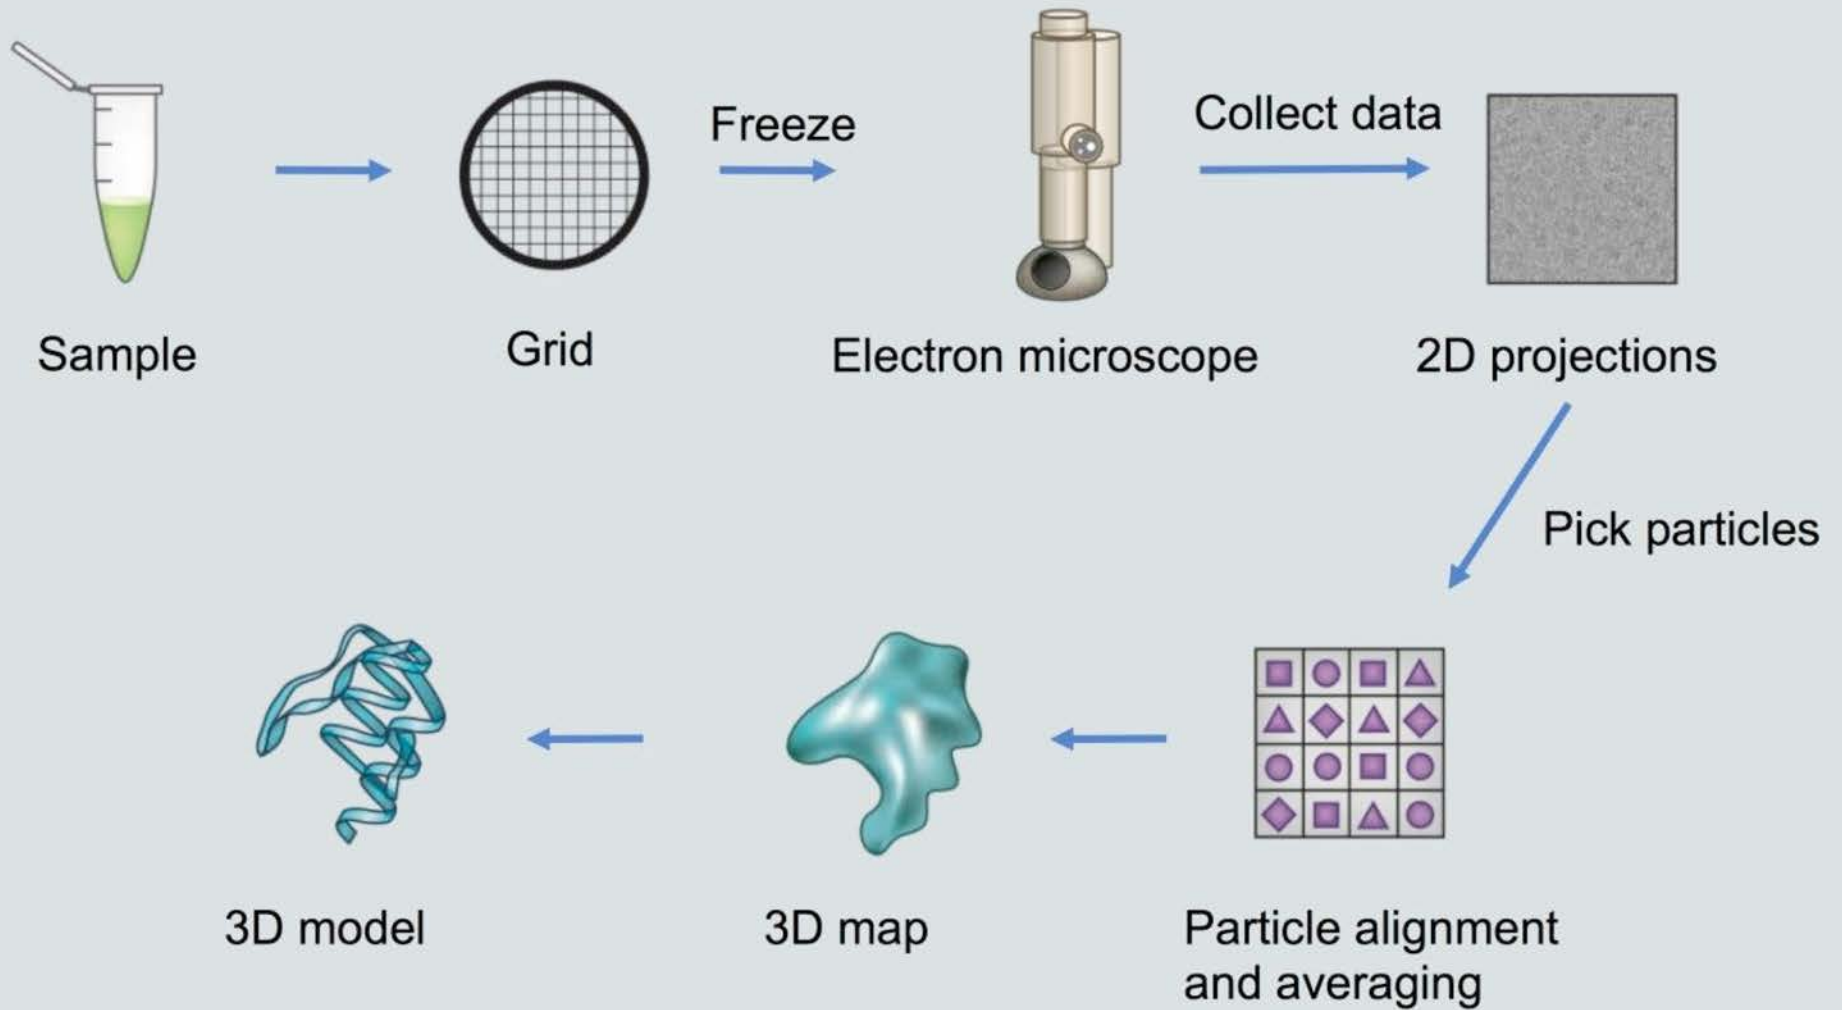 Freeze
Collect data
Sample
Grid
Electron microscope
2D projections
Pick particles
3D model
3D map
Particle alignment
and averaging